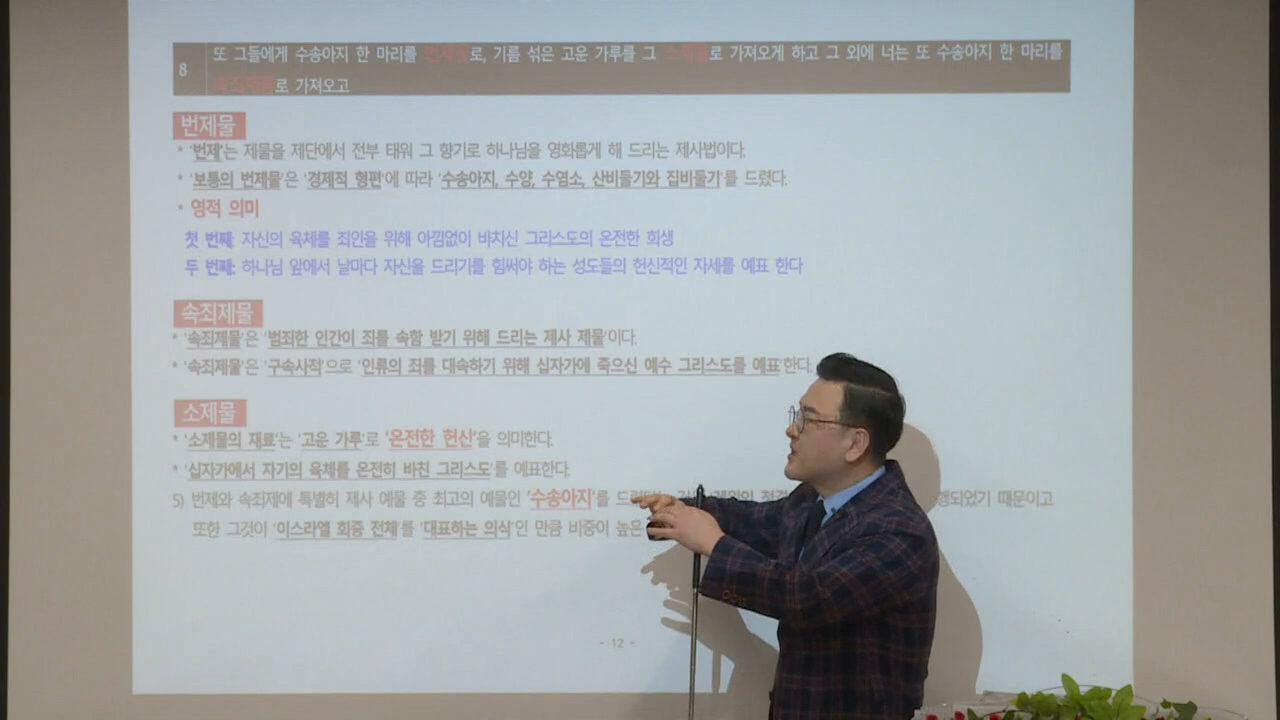 8 또 그들에게 수송아지 한 마리를 번제물로, 기름 섞은 고운 가루를 그 소제물로 가져오게 하고 그 외에 너는 또 수송아지 한 마리를
속죄제물로 가져오고
번제물
* '번제'는 제물을 제단에서 전부 태워 그 향기로 하나님을 영화롭게 해 드리는 제사법이다.
* '보통의 번제물'은 '경제적 형편'에 따라 '수송아지, 수양, 수염소, 산비둘기와 집비둘기'를 드렸다.
* 영적 의미
첫 번째: 자신의 육체를 죄인을 위해 아낌없이 바치신 그리스도의 온전한 희생
두 번째: 하나님 앞에서 날마다 자신을 드리기를 힘써야 하는 성도들의 헌신적인 자세를 예표 한다
속죄제물
* '속죄제물'은 '범죄한 인간이 죄를 속함 받기 위해 드리는 제사 제물'이다.
* '속죄제물'은 '구속사적'으로 '인류의 죄를 대속하기 위해 십자가에 죽으신 예수 그리스도를 예표'한다.
소제물
* '소제물의 재료'는 '고운 가루'로 '온전한 헌신'을 의미한다.
* '십자가에서 자기의 육체를 온전히 바친 그리스도'를 예표한다.
5) 번제와 속죄제에 특별히 제사 예물 중 최고의 예물인 '수송아지'를 때문이고
또한 그것이 '이스라엘 회중 전체'를 '대표하는 의식'인 만큼 비중이 높은
- 12 -